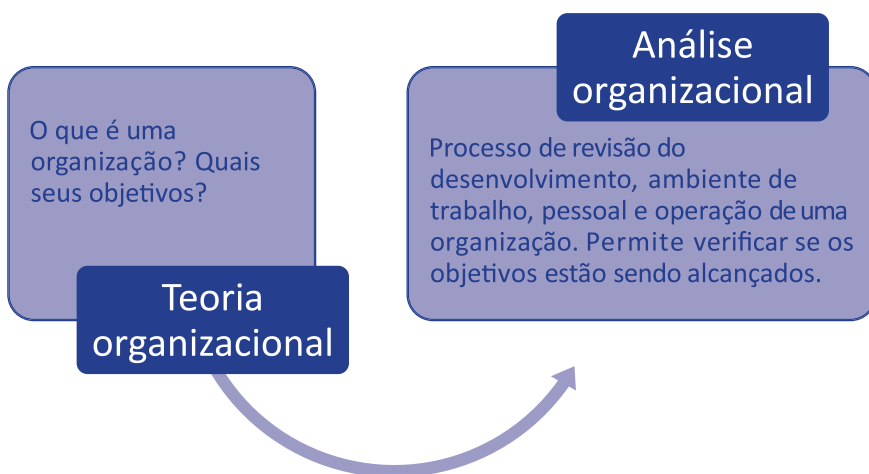 O que é uma
organização? Quais
seus objetivos?
Teoria
organizacional
Análise
organizacional
Processo de revisão do
desenvolvimento, ambiente de
trabalho, pessoal e operação de uma
organização. Permite verificar se os
objetivos estão sendo alcançados.